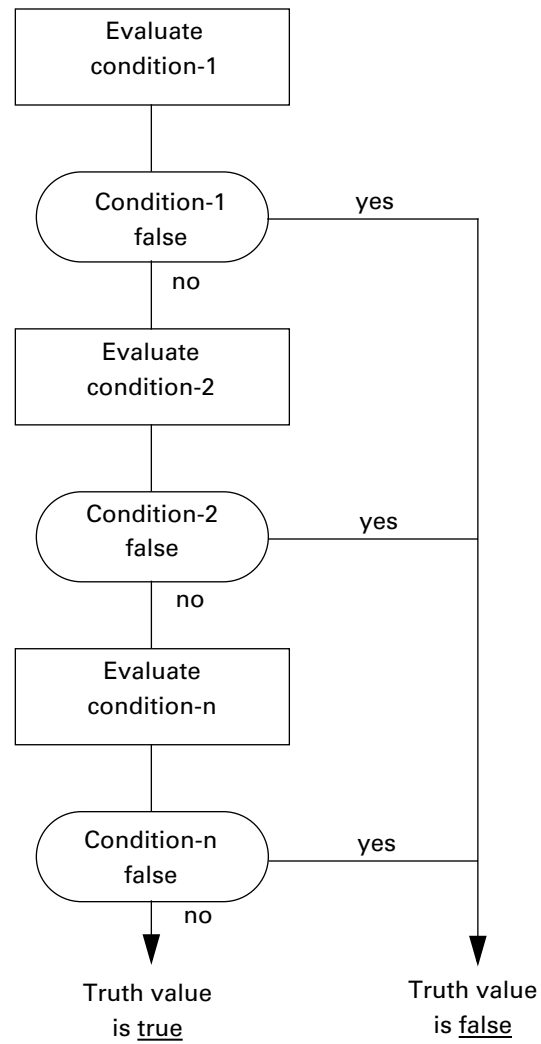 Evaluate
condition-1
Condition-1
false
yes
no
Evaluate
condition-2
Condition-2
false
yes
no
Evaluate
condition-n
Condition-n
false
yes
no
Truth value
is true
Truth value
is false